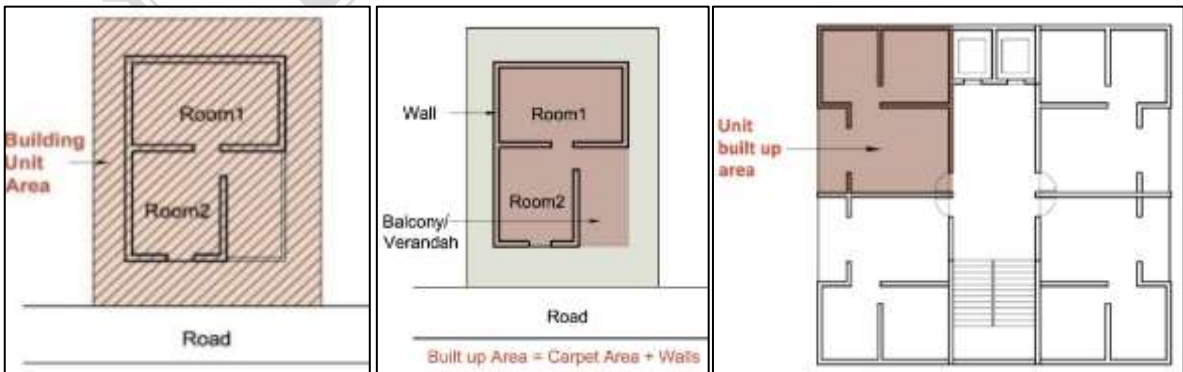 Building
Unit
Area
Room1
Room2
Road
Wall
Room1
Room2
Balcony/
Verandah
Road
Built up Area = Carpet Area + Walls
Unit
built up
area